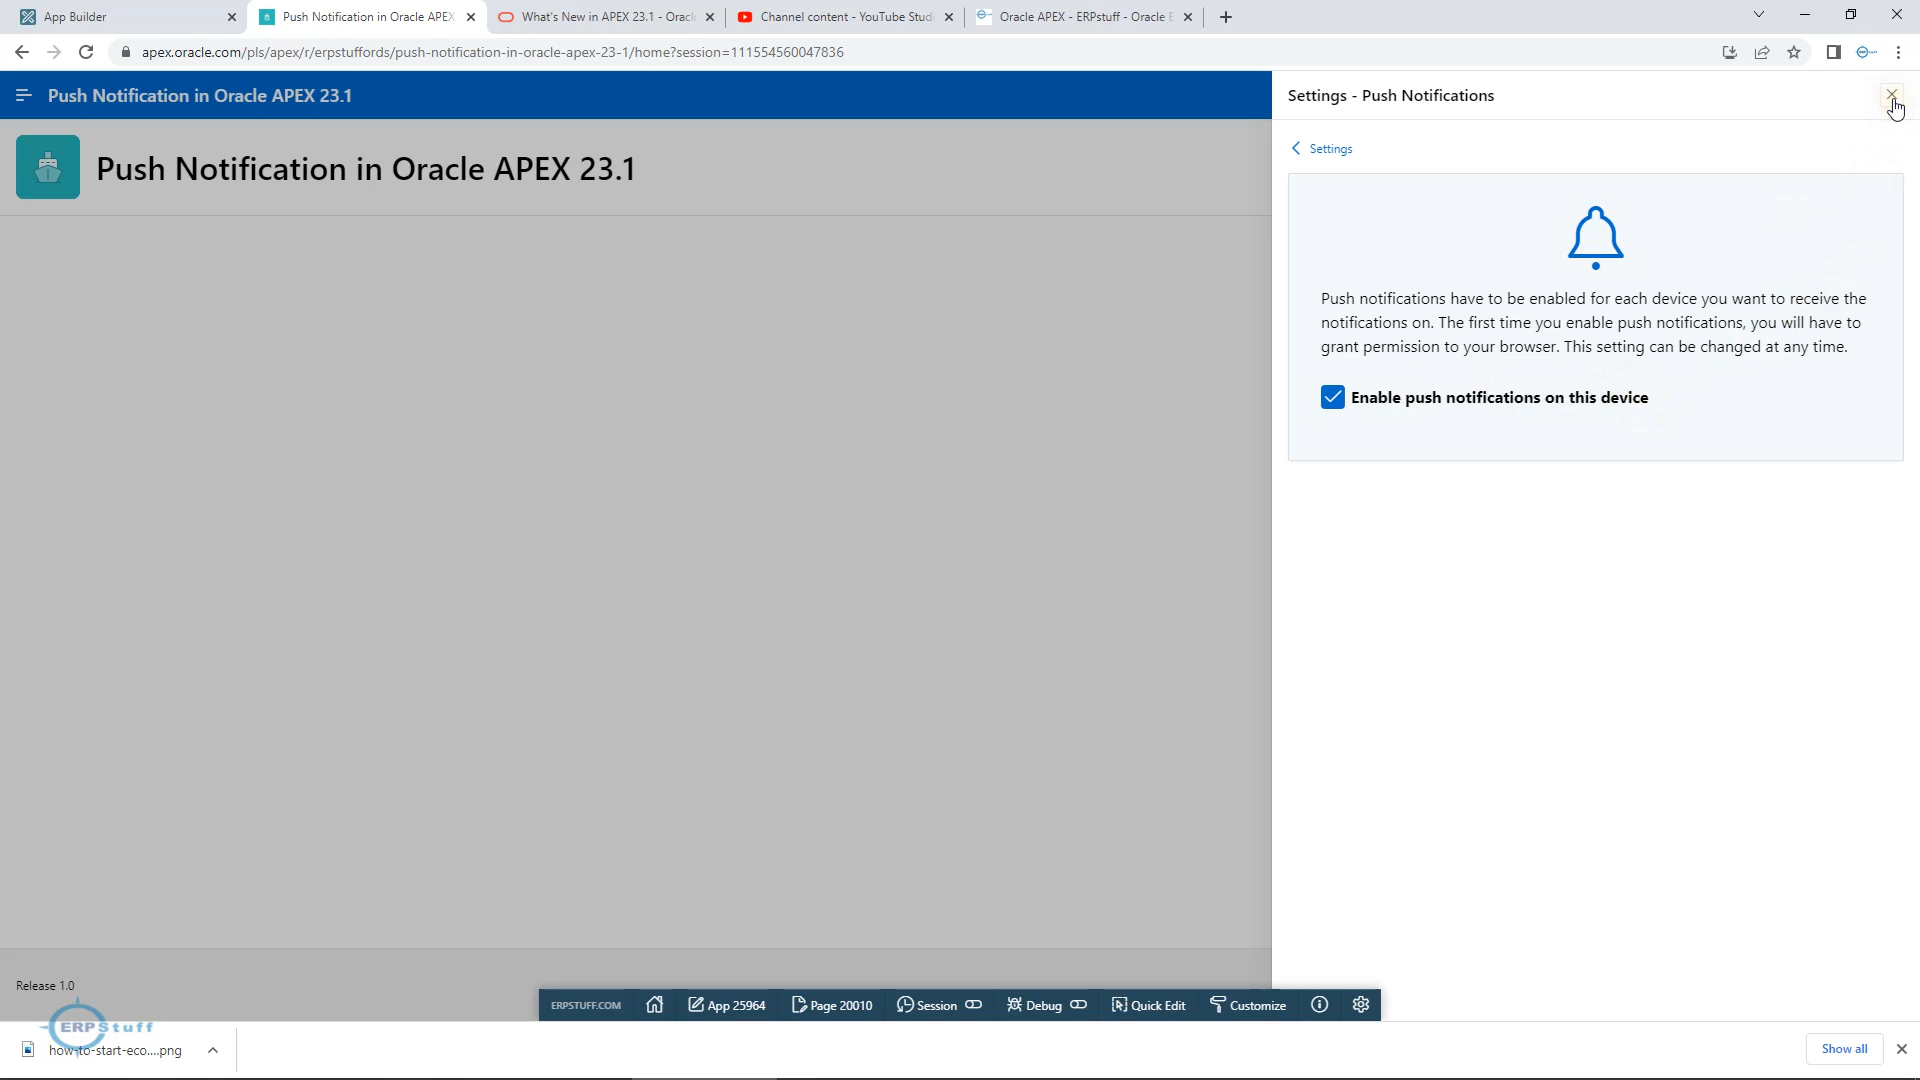 App Builder
Push Notification in Oracle APEX
What's New in APEX 23.1 - Oracl
Channel content - YouTube Stud
Oracle APEX - ERPstuff - Oracle E
apex.oracle.com/pls/apex/r/erpstuffords/push-notification-in-oracle-apex-23-1/home?session=111554560047836
Push Notification in Oracle APEX 23.1
Settings - Push Notifications
Push Notification in Oracle APEX 23.1
Settings
Push notifications have to be enabled for each device you want to receive the
notifications on. The first time you enable push notifications, you will have to
grant permission to your browser. This setting can be changed at any time.
Enable push notifications on this device
Release 1.0
ERPSTUFF.COM
App 25964
Page 20010
Session
Debug
Quick Edit
Customize
ERPStuff
how-to-start-eco....png
Show all